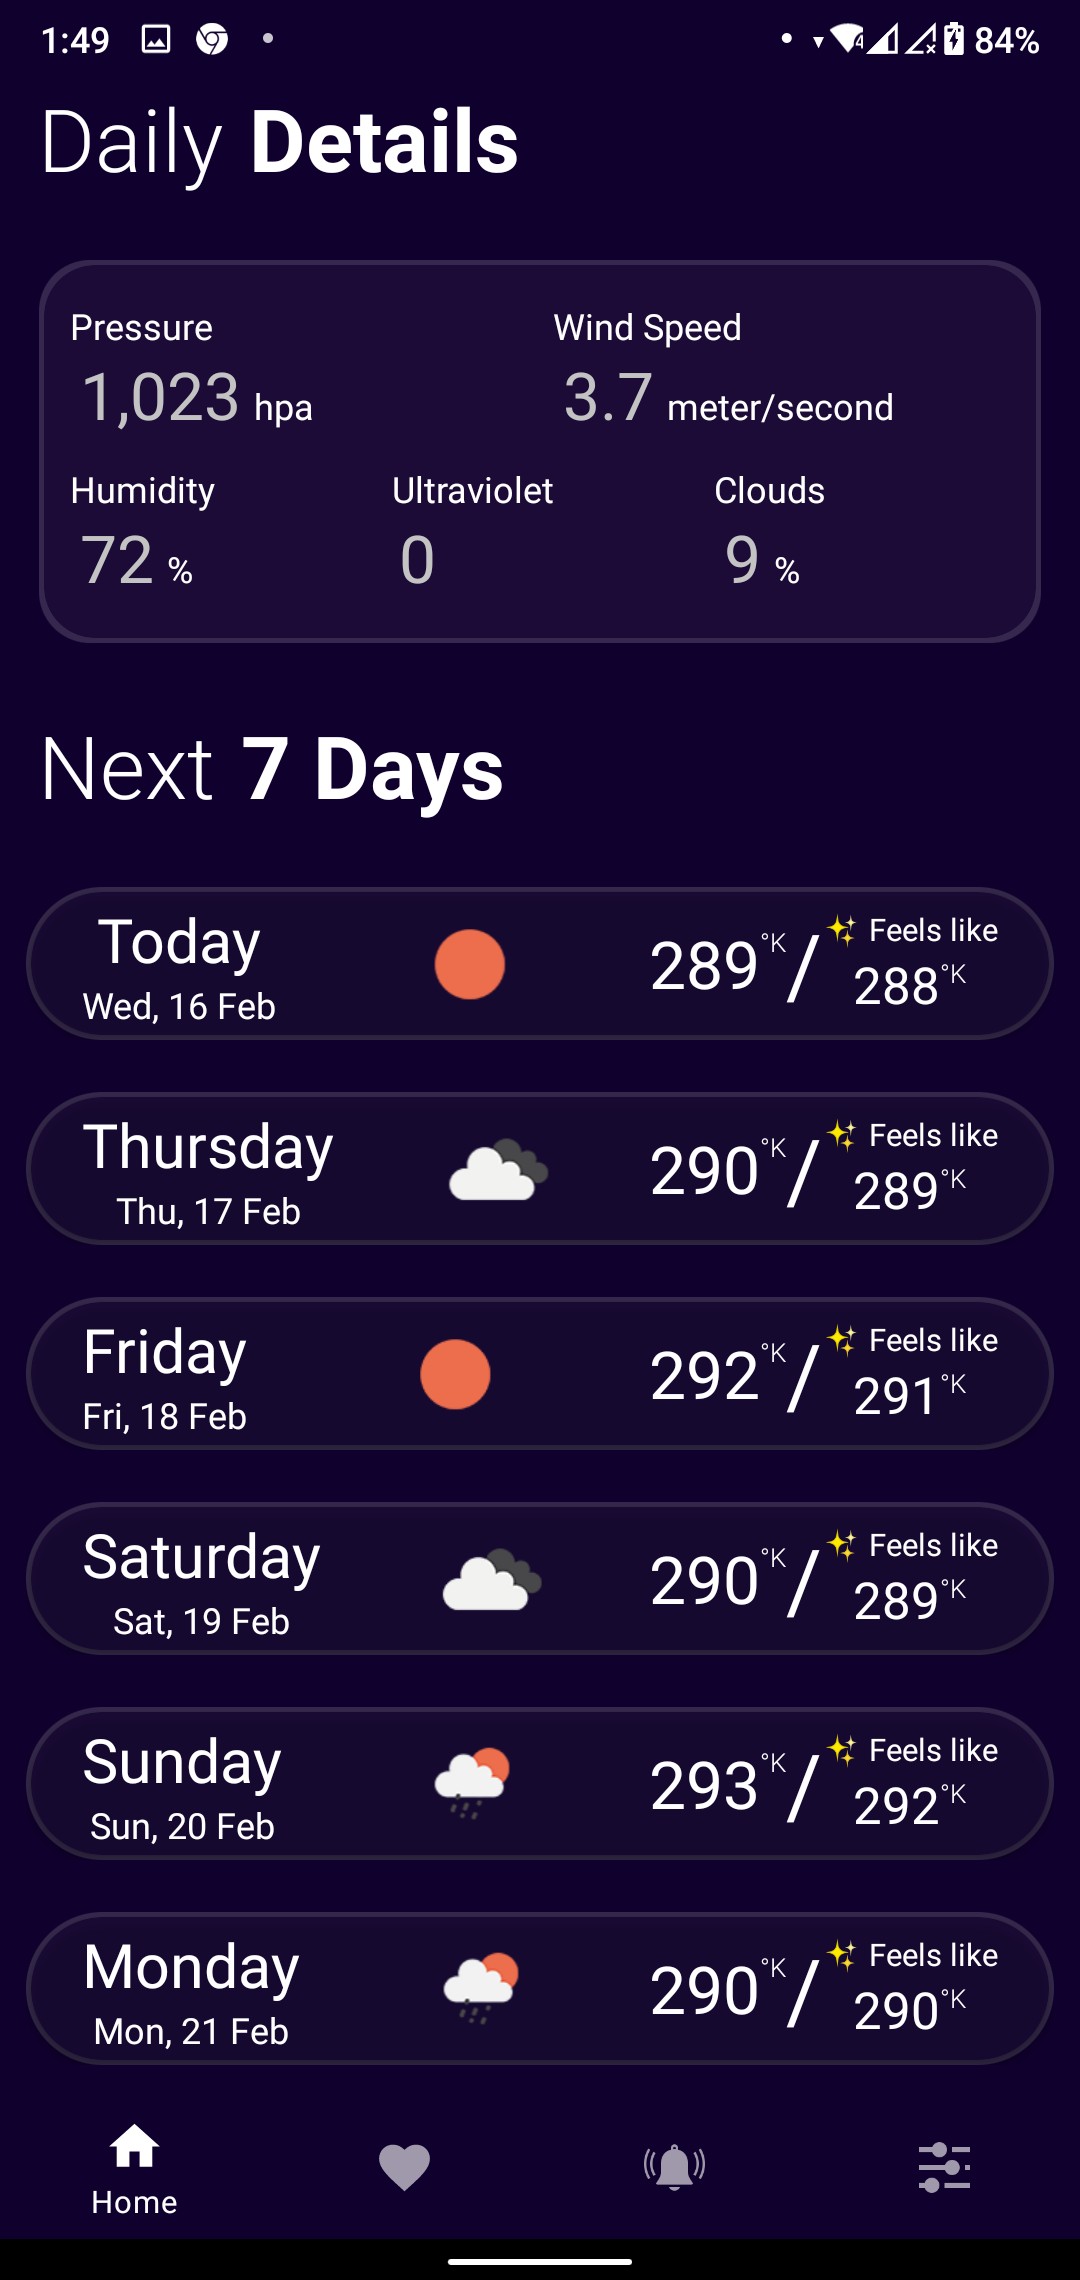 1:49 84%
Daily Details
Pressure Wind Speed
1,023 hpa 3.7 meter/second
Humidity Ultraviolet Clouds
72 % 0 9 %
Next 7 Days
Today
Wed, 16 Feb
289°K / ✨ Feels like
288°K
Thursday
Thu, 17 Feb
290°K / ✨ Feels like
289°K
Friday
Fri, 18 Feb
292°K / ✨ Feels like
291°K
Saturday
Sat, 19 Feb
290°K / ✨ Feels like
289°K
Sunday
Sun, 20 Feb
293°K / ✨ Feels like
292°K
Monday
Mon, 21 Feb
290°K / ✨ Feels like
290°K
Home